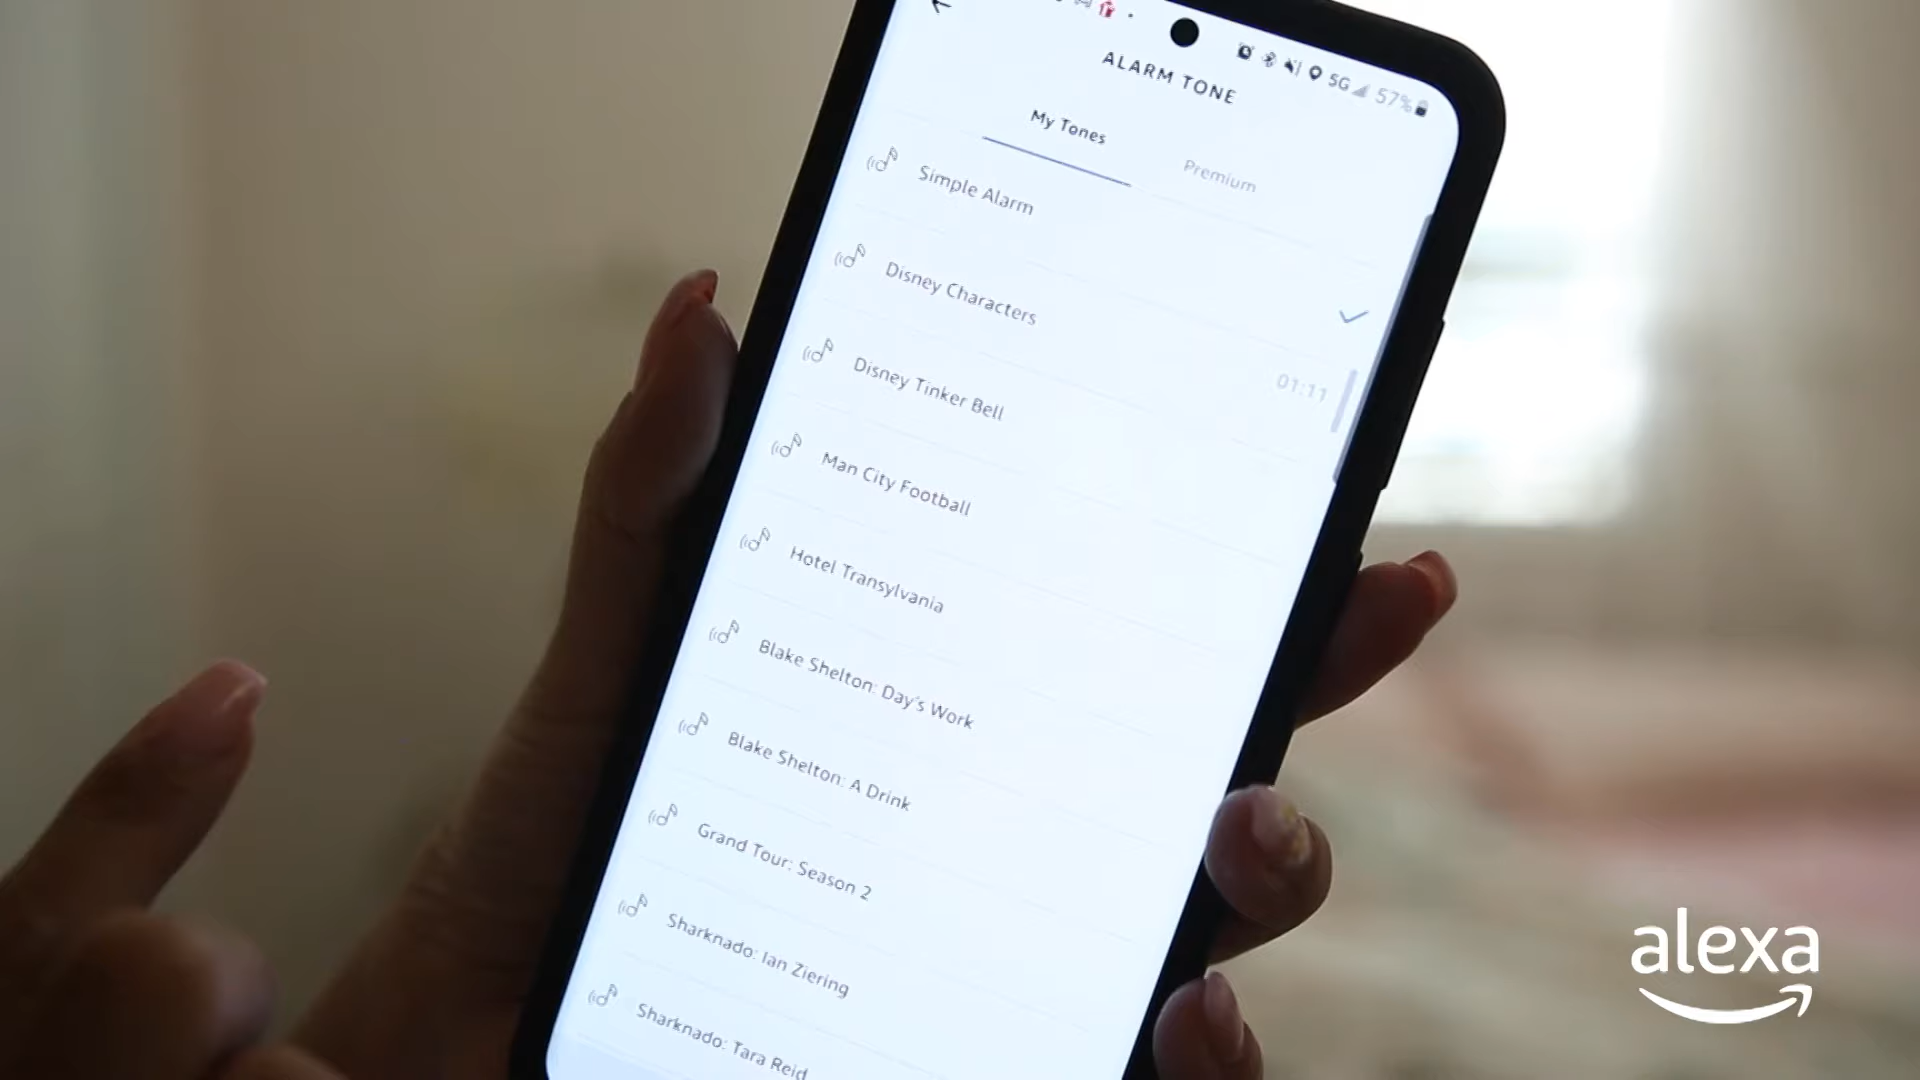 5G 57%
ALARM TONE
My Tones
Premium
Simple Alarm
Disney Characters
01:11
Disney Tinker Bell
Man City Football
Hotel Transylvania
Blake Shelton: Day's Work
Blake Shelton: A Drink
Grand Tour: Season 2
Sharknado: Ian Ziering
Sharknado: Tara Reid
alexa